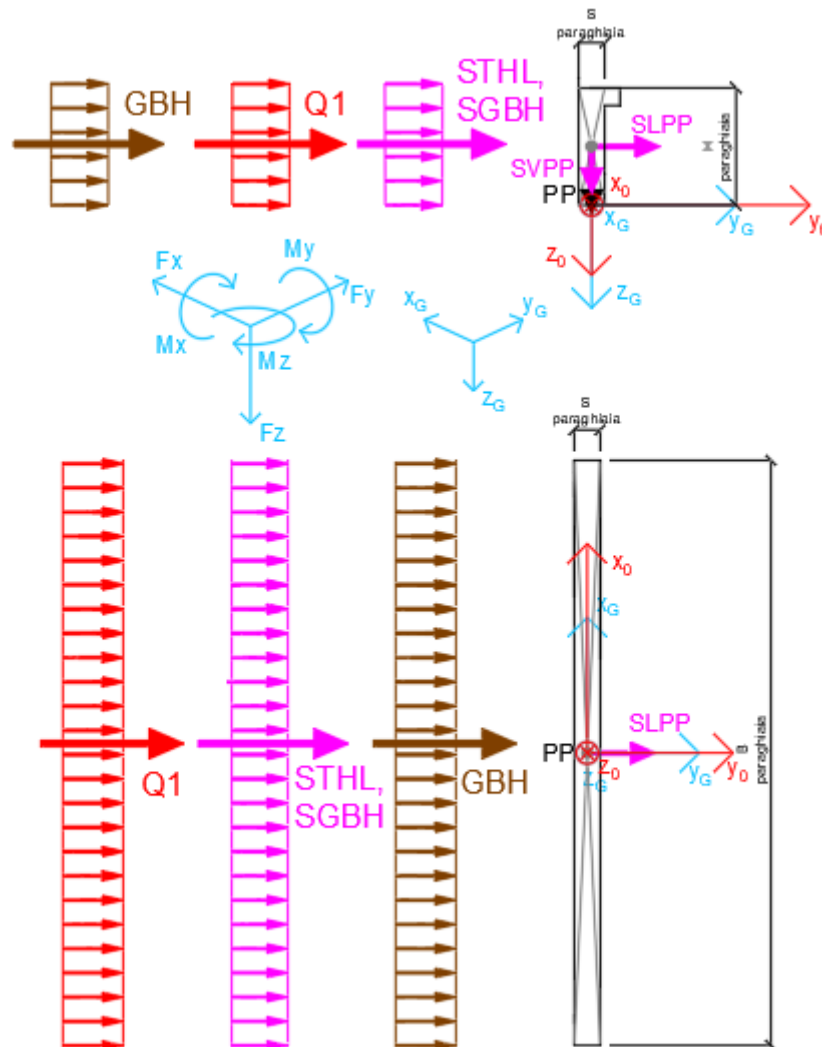 S
paraghiaia
GBH
Q1
STHL,
SGBH
SLPP
H
paraghiaia
SVPP
PP
x0
xG
yG
y0
z0
zG
Fx
My
Fy
Mx
Mz
Fz
xG
yG
zG
S
paraghiaia
x0
xG
SLPP
PP
z0
zG
yG
y0
B
paraghiaia
Q1
STHL,
SGBH
GBH